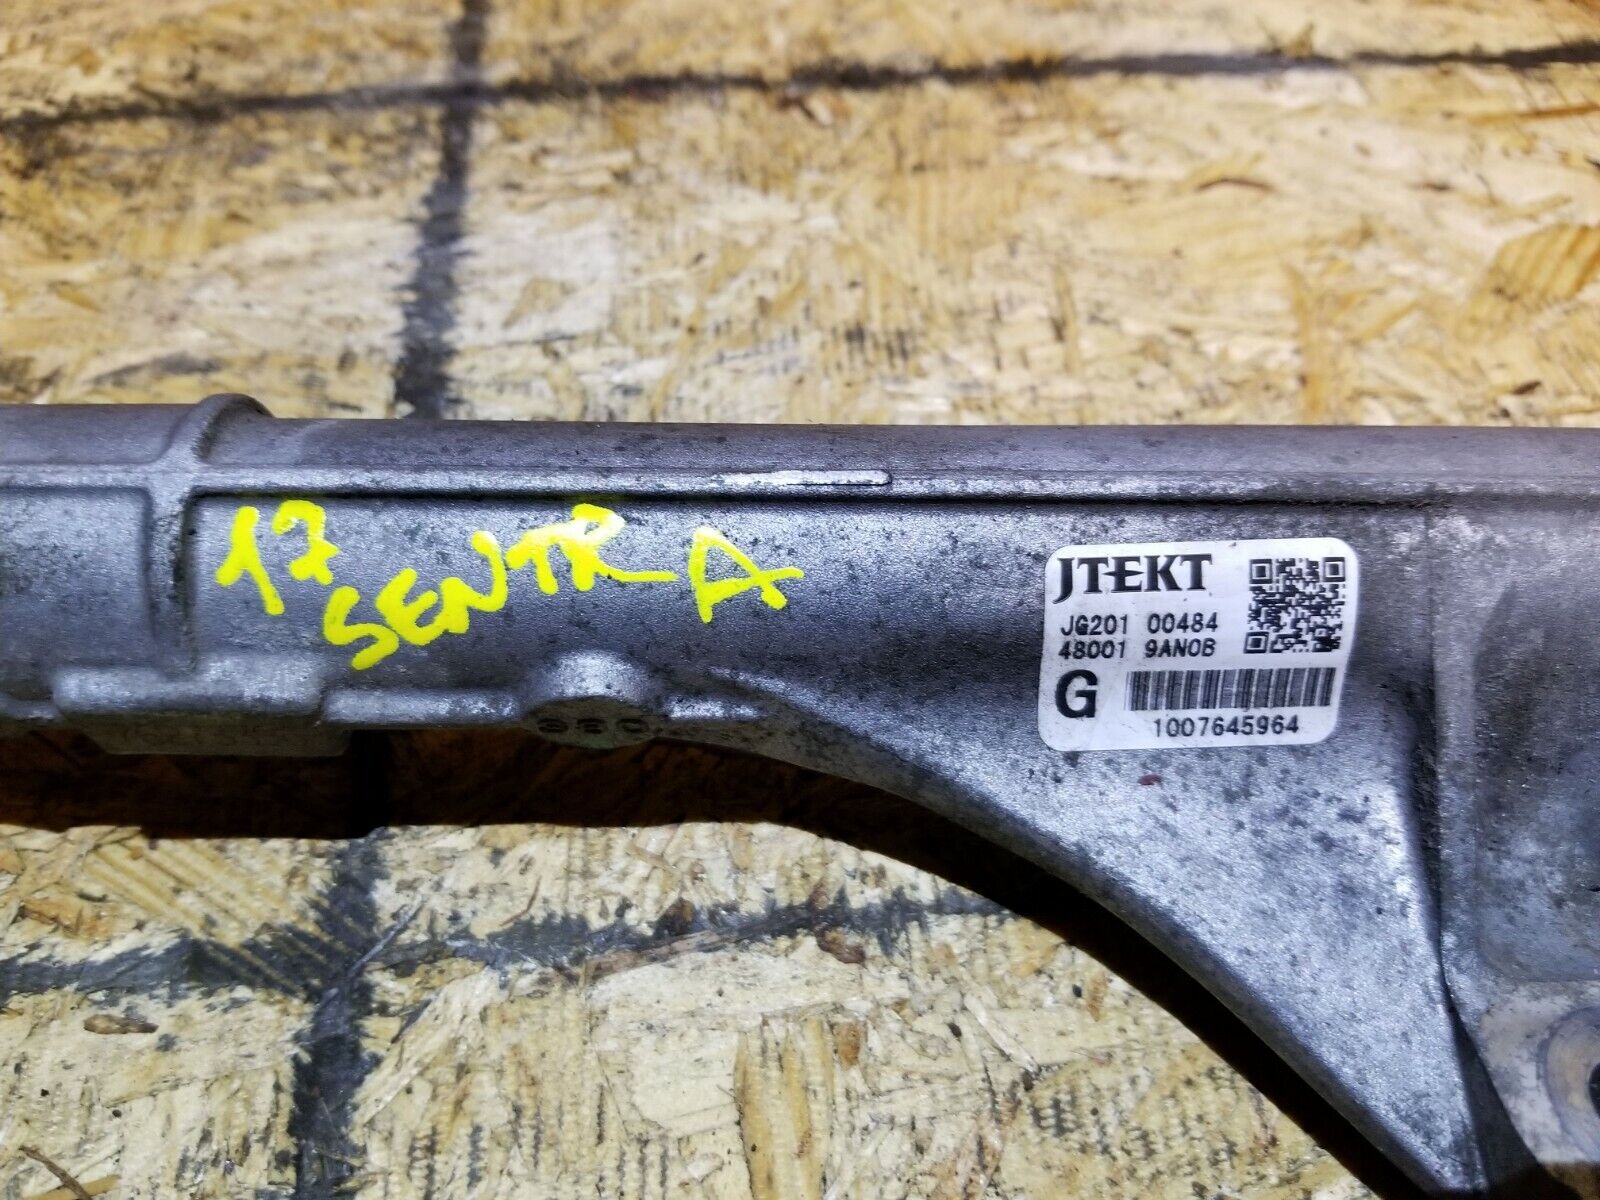 17
SENTRA
JTEKT
JG201 00484
48001 9AN0B
G
1007645964